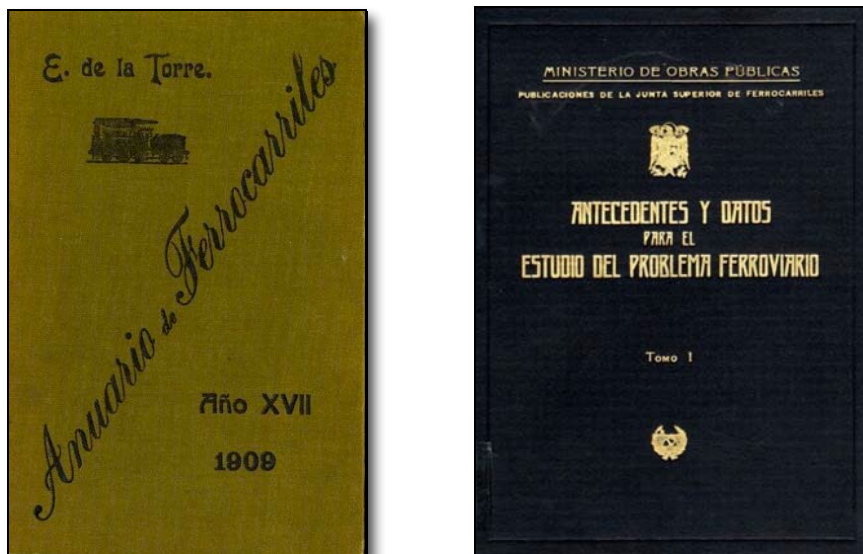 E. de la Torre.
Anuario de Ferrocarriles
Año XVII
1909
MINISTERIO DE OBRAS PÚBLICAS
PUBLICACIONES DE LA JUNTA SUPERIOR DE FERROCARRILES
ANTECEDENTES Y DATOS
PARA EL
ESTUDIO DEL PROBLEMA FERROVIARIO
TOMO I